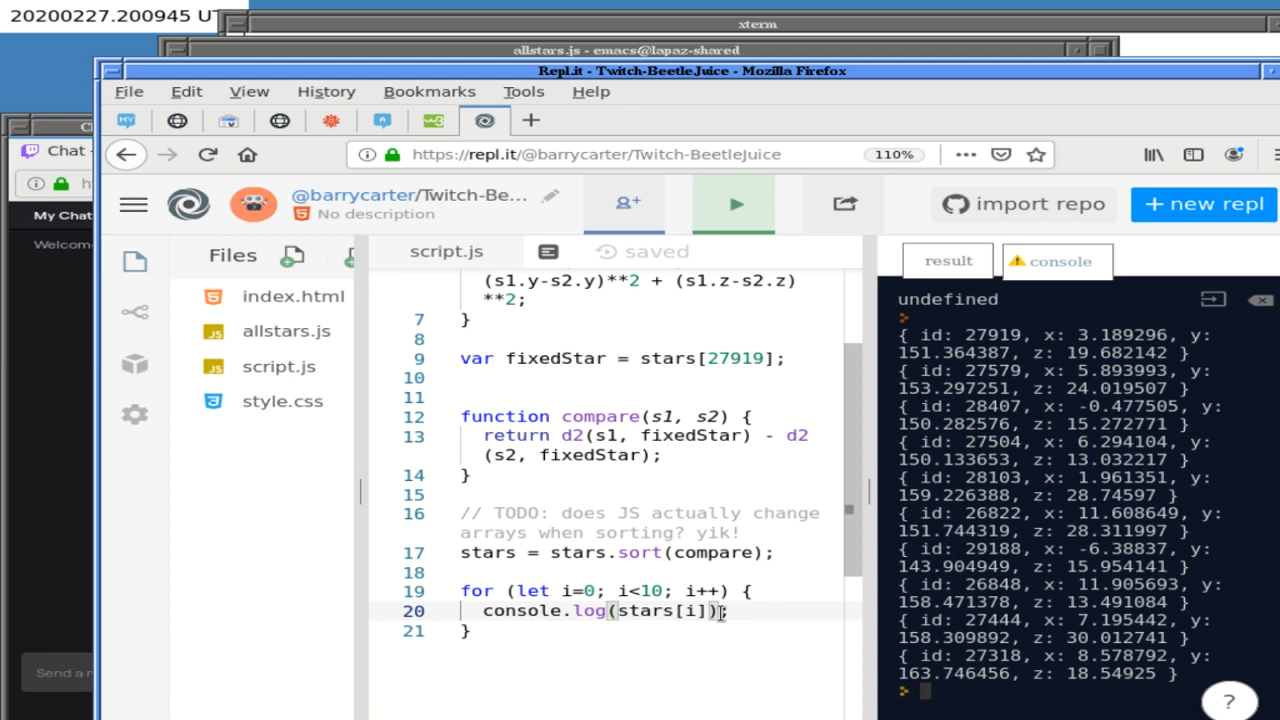 20200227.200945 U
xterm
allstars.js - emacs@lapaz-shared
Repl.it - Twitch-BeetleJuice - Mozilla Firefox
File Edit View History Bookmarks Tools Help
https://repl.it/@barrycarter/Twitch-BeetleJuice 110%
Chat
My Chat
Welcom
Send a
@barrycarter/Twitch-Be...
No description
import repo
+ new repl
Files
index.html
allstars.js
script.js
style.css
script.js
saved
(s1.y-s2.y)**2 + (s1.z-s2.z)
**2;
7 }
8
9 var fixedStar = stars[27919];
10
11
12 function compare(s1, s2) {
13 return d2(s1, fixedStar) - d2
(s2, fixedStar);
14 }
15
16 // TODO: does JS actually change
arrays when sorting? yik!
17 stars = stars.sort(compare);
18
19 for (let i=0; i<10; i++) {
20 console.log(stars[i]);
21 }
result
console
undefined
>
{ id: 27919, x: 3.189296, y:
151.364387, z: 19.682142 }
{ id: 27579, x: 5.893993, y:
153.297251, z: 24.019507 }
{ id: 28407, x: -0.477505, y:
150.282576, z: 15.272771 }
{ id: 27504, x: 6.294104, y:
150.133653, z: 13.032217 }
{ id: 28103, x: 1.961351, y:
159.226388, z: 28.74597 }
{ id: 26822, x: 11.608649, y:
151.744319, z: 28.311997 }
{ id: 29188, x: -6.38837, y:
143.904949, z: 15.954141 }
{ id: 26848, x: 11.905693, y:
158.471378, z: 13.491084 }
{ id: 27444, x: 7.195442, y:
158.309892, z: 30.012741 }
{ id: 27318, x: 8.578792, y:
163.746456, z: 18.54925 }
>
?